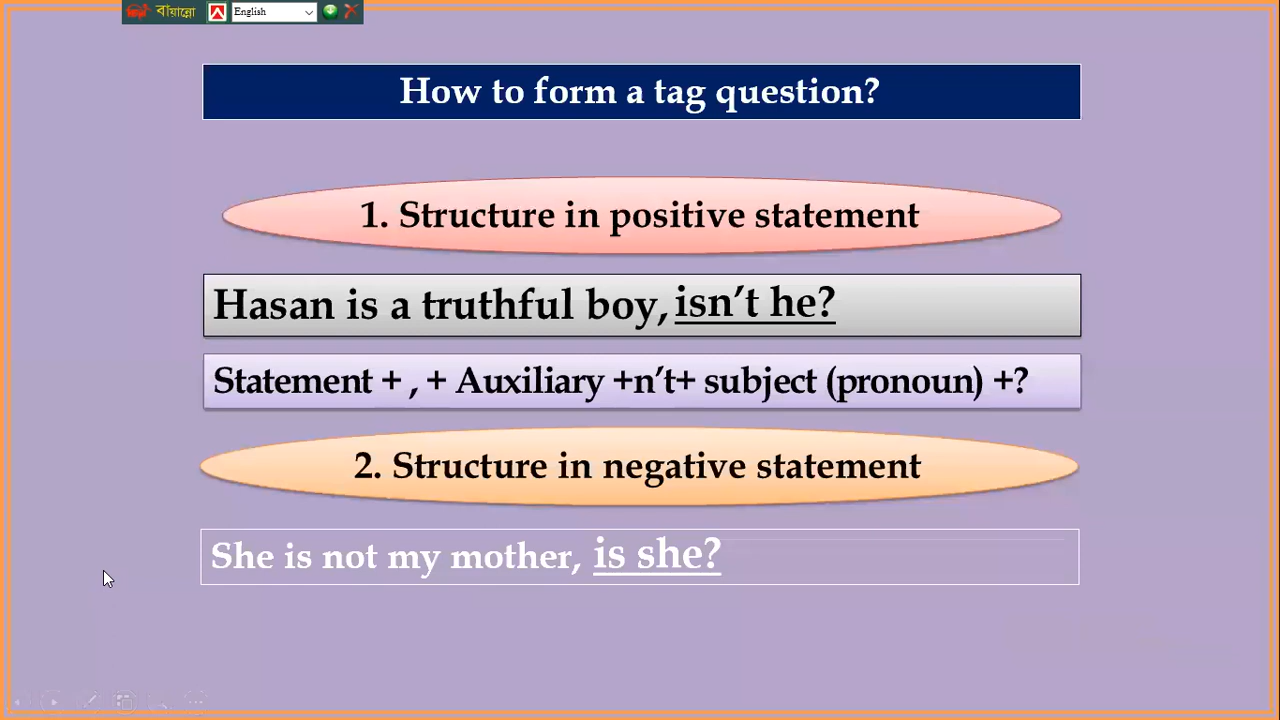 বায়ান্নো English
How to form a tag question?
1. Structure in positive statement
Hasan is a truthful boy, isn’t he?
Statement + , + Auxiliary +n’t+ subject (pronoun) +?
2. Structure in negative statement
She is not my mother, is she?